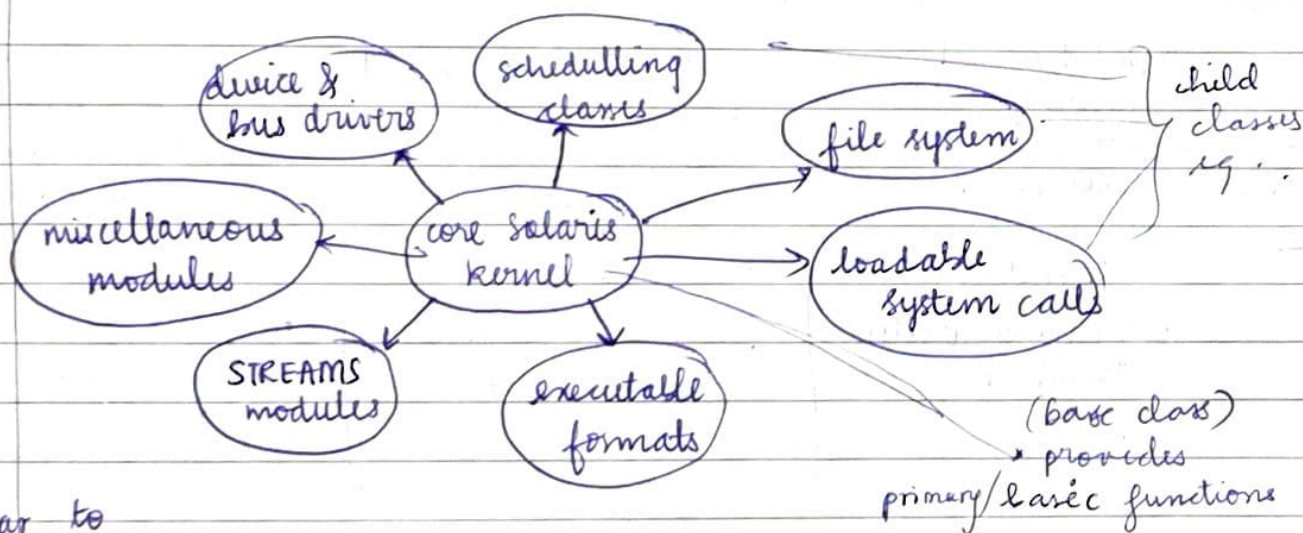 device &
bus drivers
schedulling
classes
file system
child
classes
eg.
miscellaneous
modules
core Solaris
kernel
loadable
system calls
STREAMS
modules
executable
formats
(base class)
provides
primary/basic functions
to